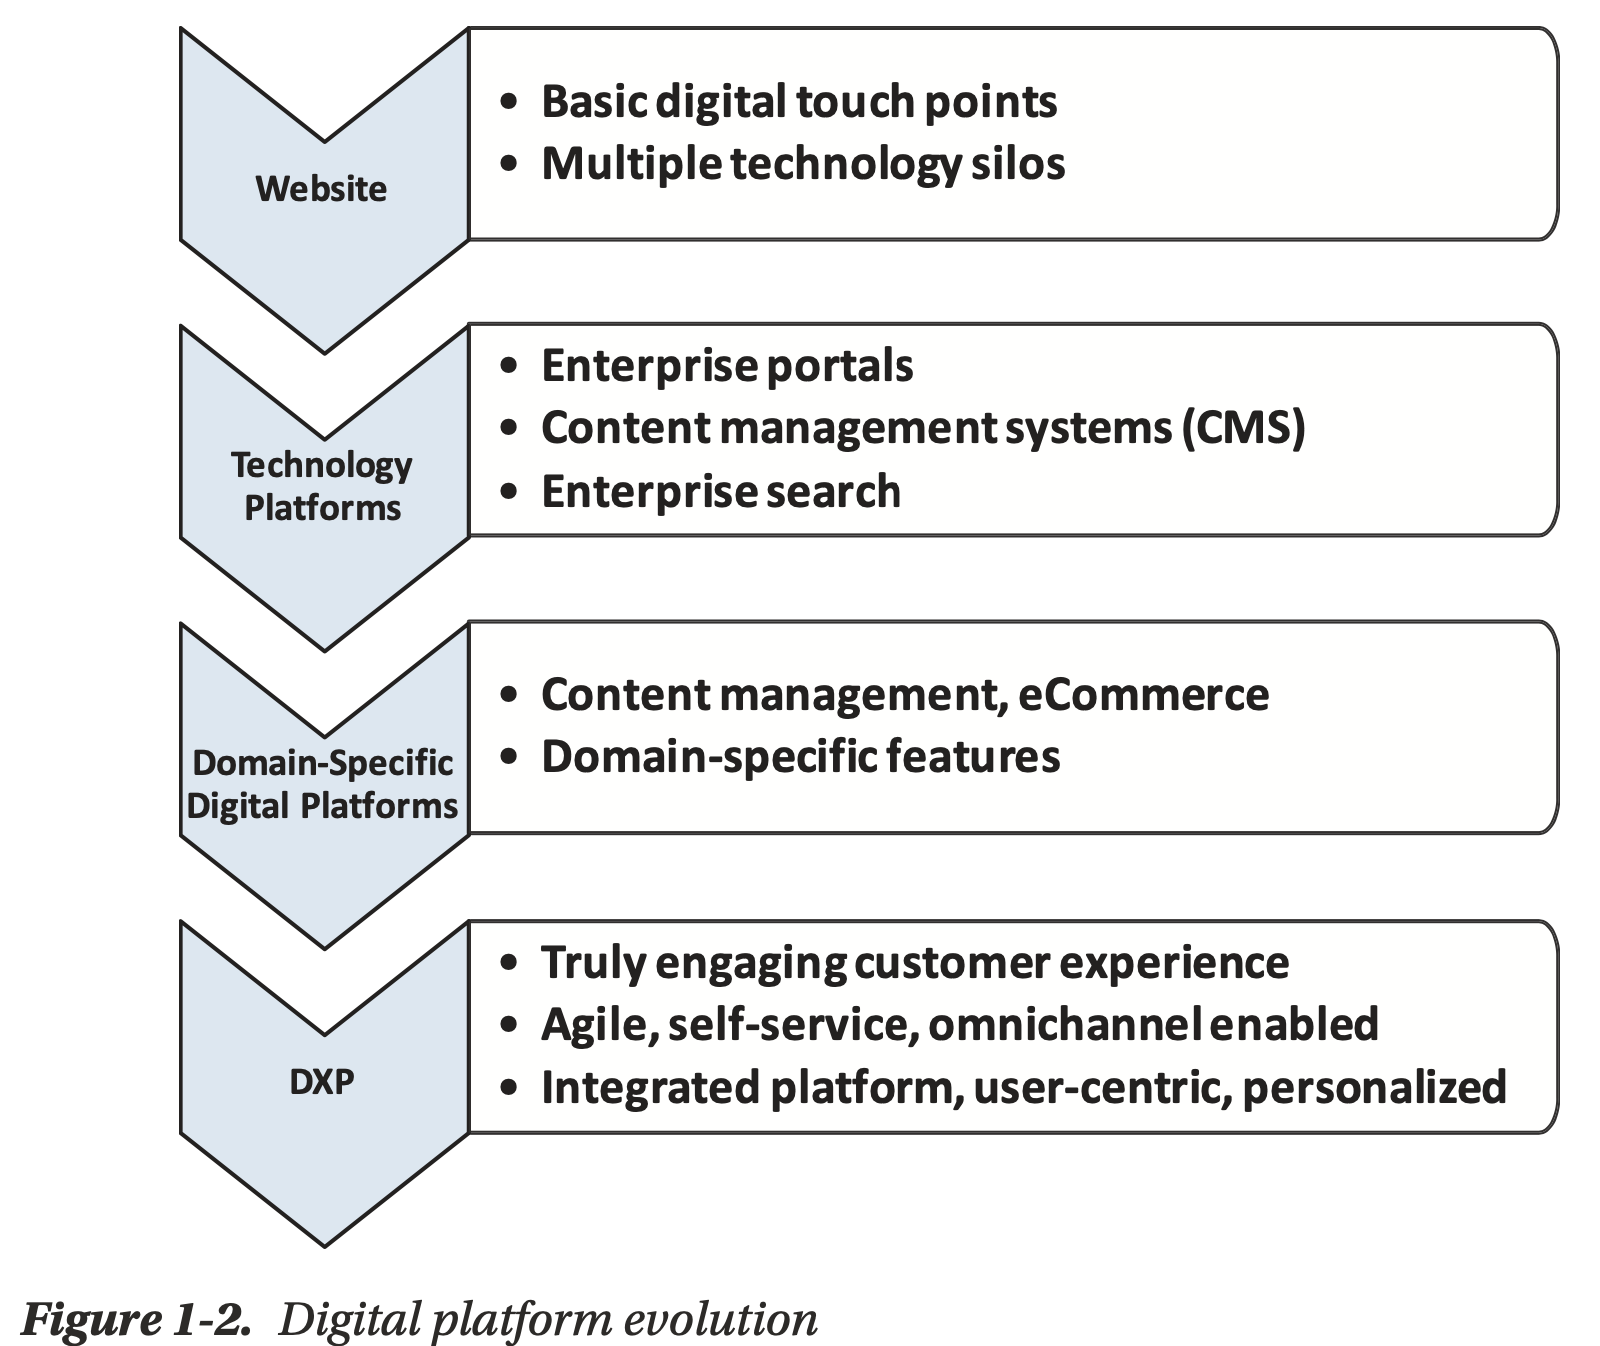 Website
• Basic digital touch points
• Multiple technology silos
Technology
Platforms
• Enterprise portals
• Content management systems (CMS)
• Enterprise search
Domain-Specific
Digital Platforms
• Content management, eCommerce
• Domain-specific features
DXP
• Truly engaging customer experience
• Agile, self-service, omnichannel enabled
• Integrated platform, user-centric, personalized
Figure 1-2. Digital platform evolution